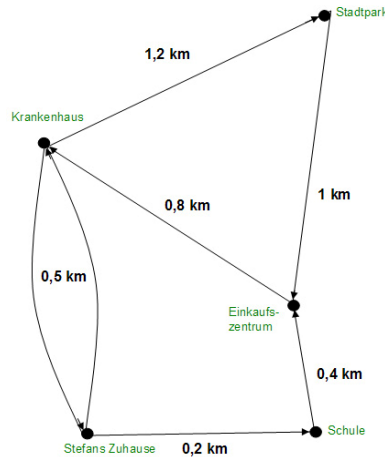 Stadtpark
1,2 km
Krankenhaus
0,8 km
1 km
0,5 km
Einkaufs-
zentrum
0,4 km
Schule
Stefans Zuhause
0,2 km